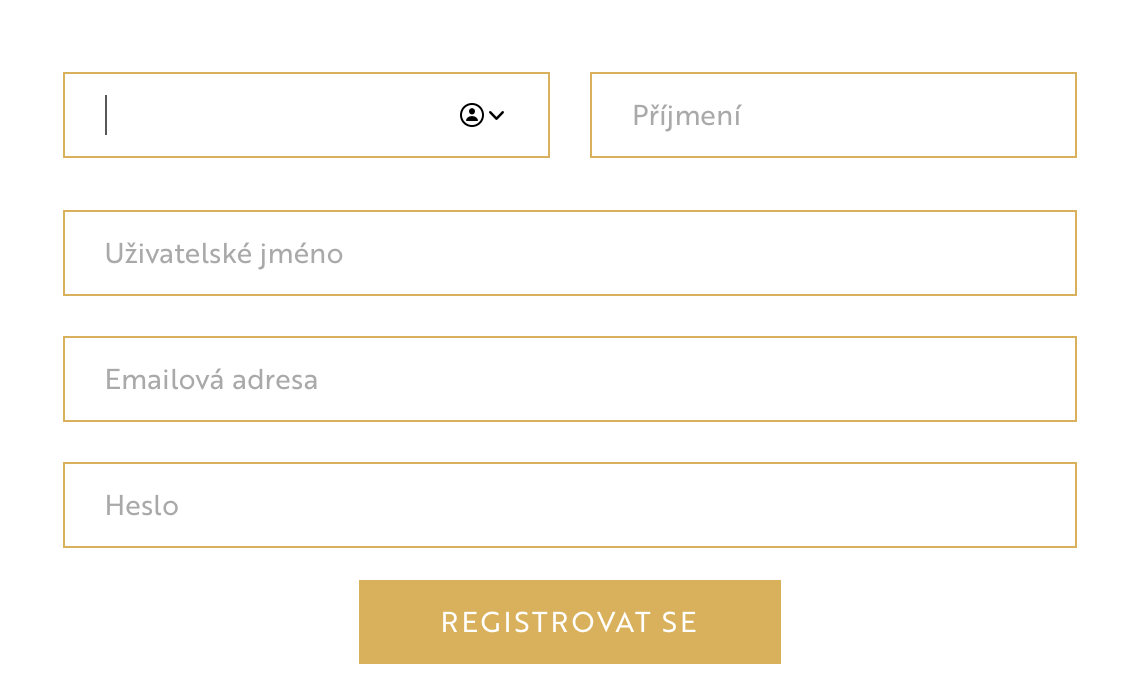 Příjmení
Uživatelské jméno
Emailová adresa
Heslo
REGISTROVAT SE